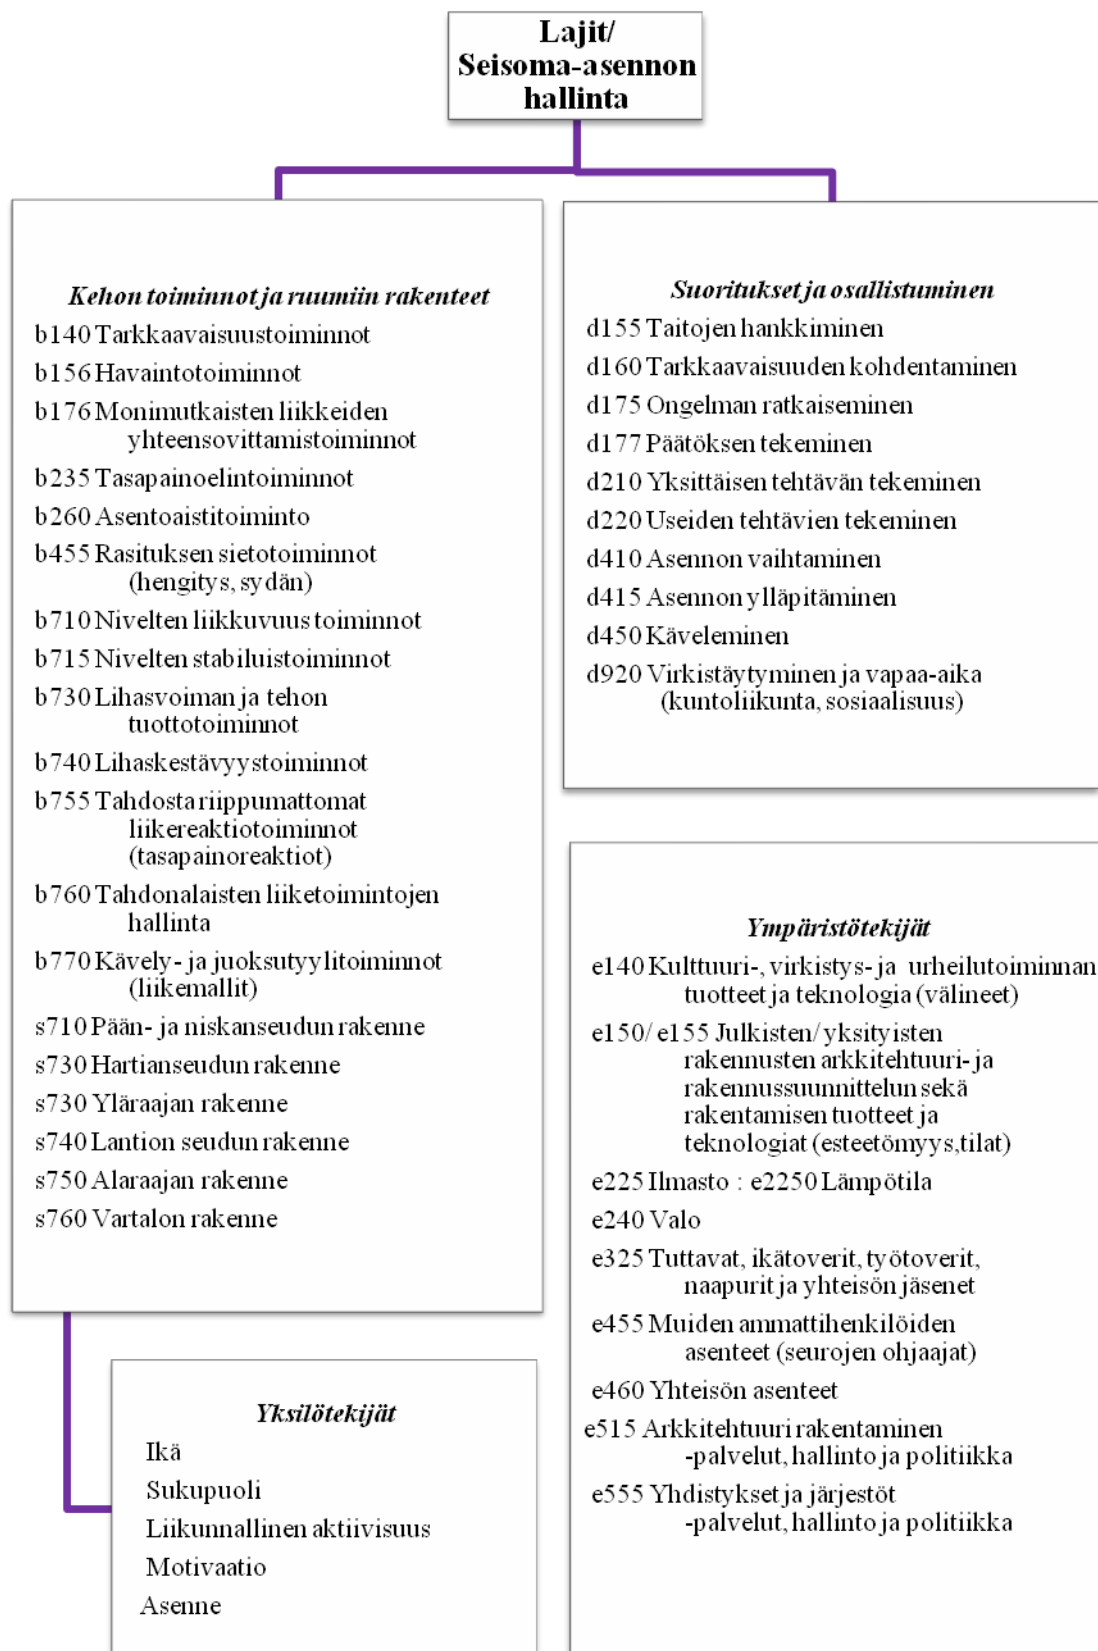 Lajit/
Seisoma-asennon
hallinta
Kehon toiminnot ja ruumiin rakenteet
b140 Tarkkaavaisuustoiminnot
b156 Havaintotoiminnot
b176 Monimutkaisten liikkeiden
yhteensovittamistoiminnot
b235 Tasapainoelintoiminnot
b260 Asentoaistitoiminto
b455 Rasituksen sietotoiminnot
(hengitys, sydän)
b710 Nivelten liikkuvuus toiminnot
b715 Nivelten stabiluistoiminnot
b730 Lihasvoiman ja tehon
tuottotoiminnot
b740 Lihaskestävyystoiminnot
b755 Tahdosta riippumattomat
liikereaktiotoiminnot
(tasapainoreaktiot)
b760 Tahdonalaisten liiketoimintojen
hallinta
b770 Kävely- ja juoksutyylitoiminnot
(liikemallit)
s710 Pään- ja niskanseudun rakenne
s730 Hartianseudun rakenne
s730 Yläraajan rakenne
s740 Lantion seudun rakenne
s750 Alaraajan rakenne
s760 Vartalon rakenne
Suoritukset ja osallistuminen
d155 Taitojen hankkiminen
d160 Tarkkaavaisuuden kohdentaminen
d175 Ongelman ratkaiseminen
d177 Päätöksen tekeminen
d210 Yksittäisen tehtävän tekeminen
d220 Useiden tehtävien tekeminen
d410 Asennon vaihtaminen
d415 Asennon ylläpitäminen
d450 Käveleminen
d920 Virkistäytyminen ja vapaa-aika
(kuntoliikunta, sosiaalisuus)
Ympäristötekijät
e140 Kulttuuri-, virkistys- ja urheilutoiminnan
tuotteet ja teknologia (välineet)
e150/ e155 Julkisten/ yksityisten
rakennusten arkkitehtuuri- ja
rakennussuunnittelun sekä
rakentamisen tuotteet ja
teknologiat (esteetömyys,tilat)
e225 Ilmasto : e2250 Lämpötila
e240 Valo
e325 Tuttavat, ikätoverit, työtoverit,
naapurit ja yhteisön jäsenet
e455 Muiden ammattihenkilöiden
asenteet (seurojen ohjaajat)
e460 Yhteisön asenteet
e515 Arkkitehtuuri rakentaminen
-palvelut, hallinto ja politiikka
e555 Yhdistykset ja järjestöt
-palvelut, hallinto ja politiikka
Yksilötekijät
Ikä
Sukupuoli
Liikunnallinen aktiivisuus
Motivaatio
Asenne